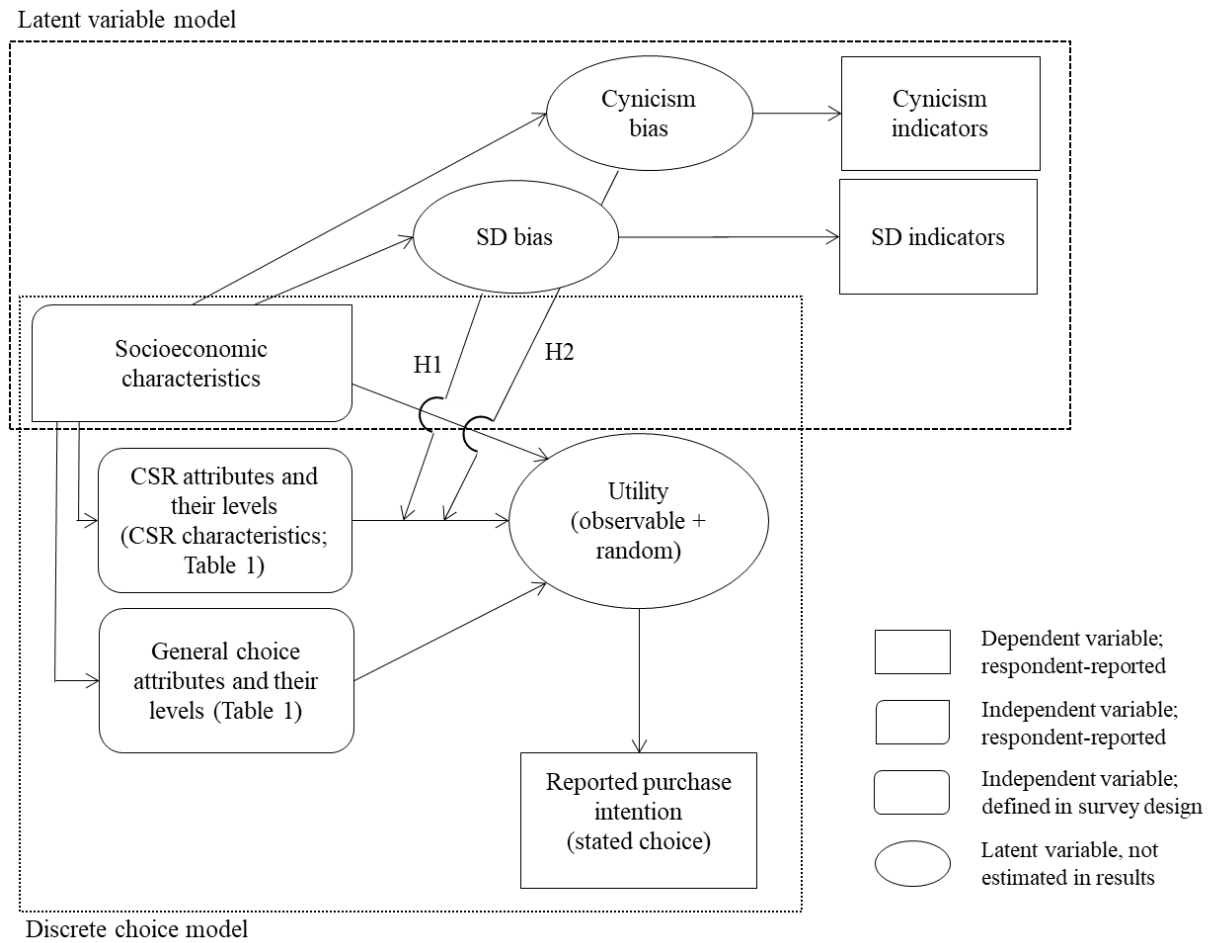 Latent variable model
Cynicism
bias
Cynicism
indicators
SD bias
SD indicators
Socioeconomic
characteristics
H1
H2
CSR attributes and
their levels
(CSR characteristics;
Table 1)
Utility
(observable +
random)
General choice
attributes and their
levels (Table 1)
Reported purchase
intention
(stated choice)
Dependent variable;
respondent-reported
Independent variable;
respondent-reported
Independent variable;
defined in survey design
Latent variable, not
estimated in results
Discrete choice model